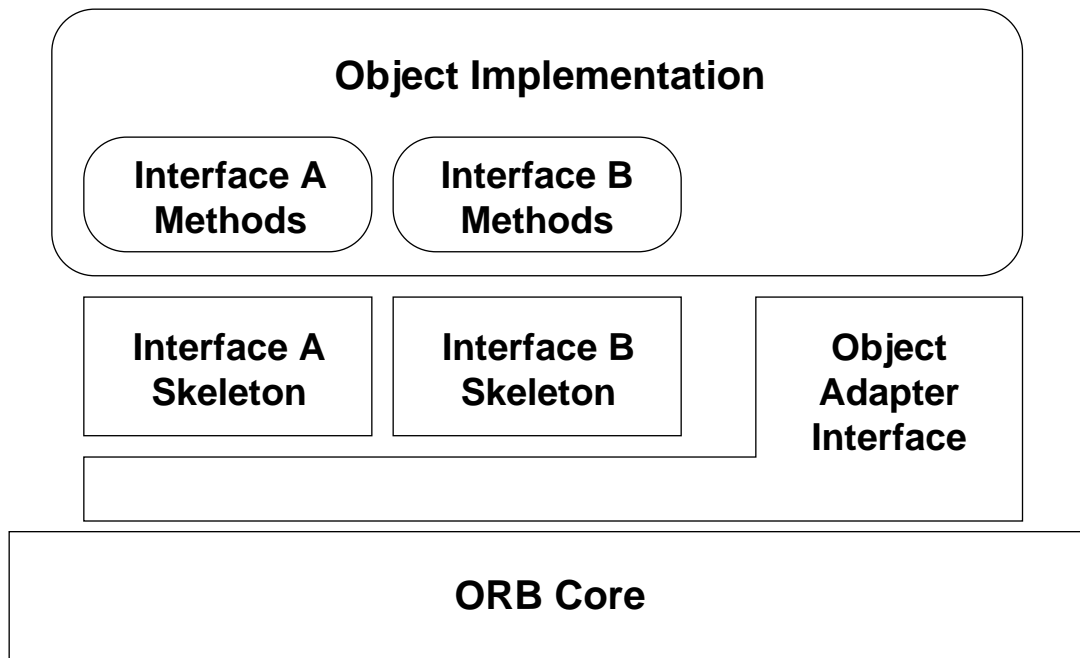 Object Implementation
Interface A
Methods
Interface B
Methods
Interface A
Skeleton
Interface B
Skeleton
Object
Adapter
Interface
ORB Core